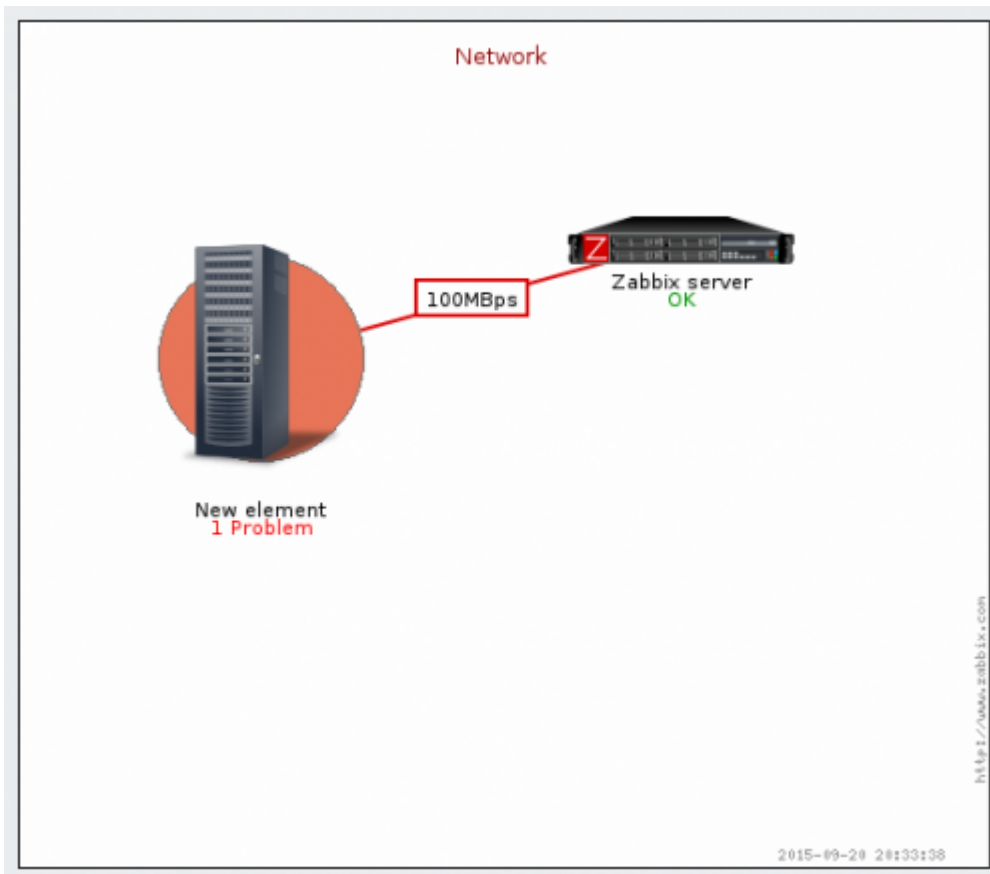 Network
Z
100MBps
Zabbix server
OK
New element
1 Problem
http://www.zabbix.com
2015-09-20 20:33:38